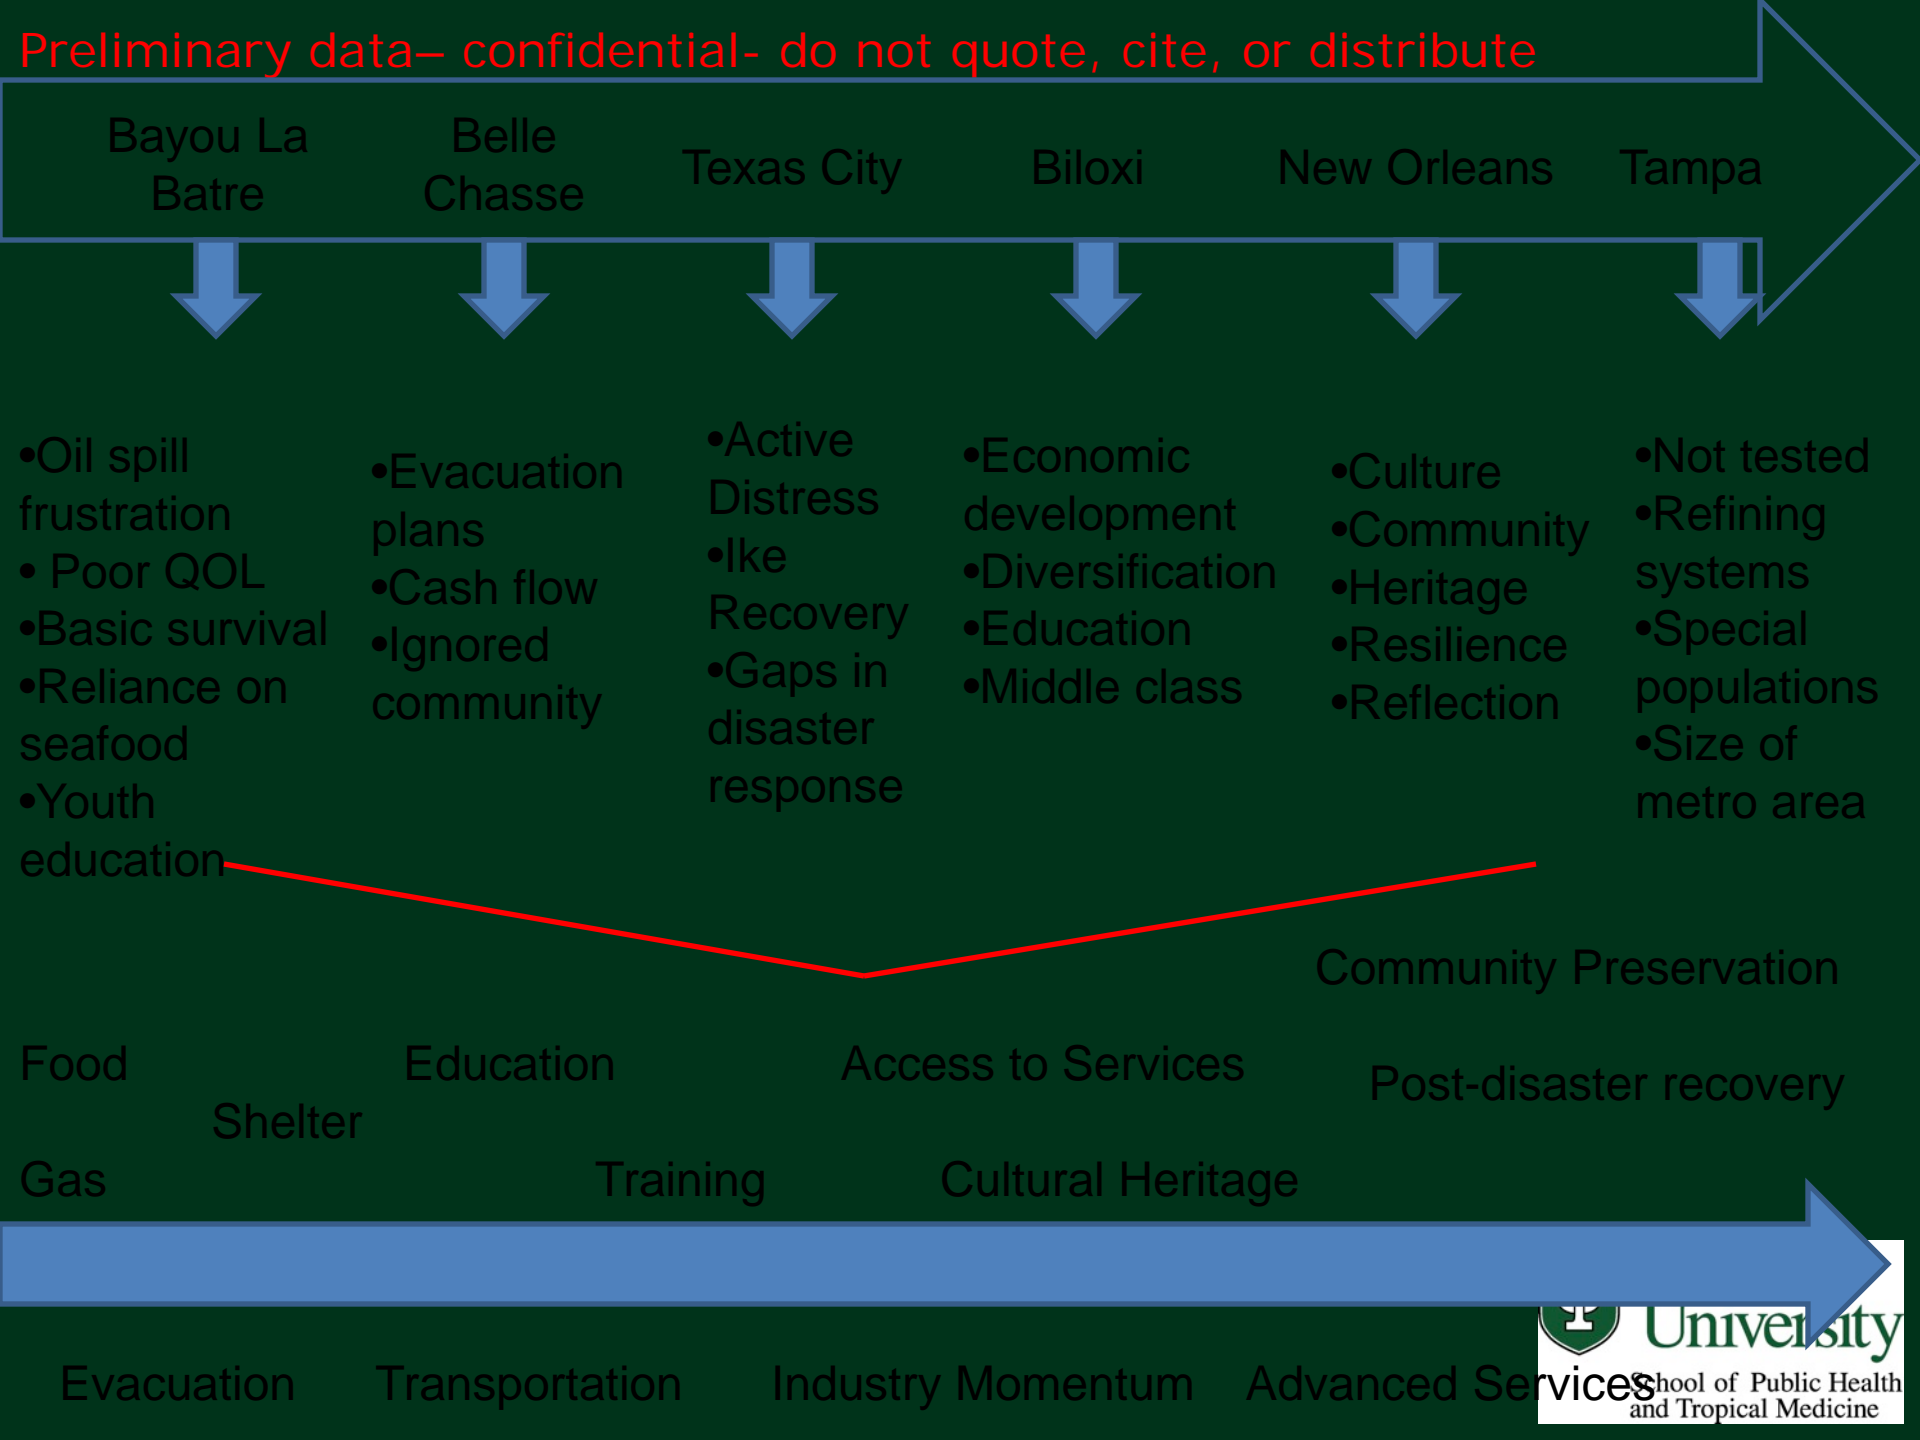 Preliminary data– confidential- do not quote, cite, or distribute
Bayou La
Batre
Belle
Chasse
Texas City
Biloxi
New Orleans
Tampa
•Oil spill
frustration
• Poor QOL
•Basic survival
•Reliance on
seafood
•Youth
education
•Evacuation
plans
•Cash flow
•Ignored
community
•Active
Distress
•Ike
Recovery
•Gaps in
disaster
response
•Economic
development
•Diversification
•Education
•Middle class
•Culture
•Community
•Heritage
•Resilience
•Reflection
•Not tested
•Refining
systems
•Special
populations
•Size of
metro area
Community Preservation
Food
Education
Access to Services
Post-disaster recovery
Shelter
Gas
Training
Cultural Heritage
Evacuation
Transportation
Industry Momentum
Advanced Services
University
School of Public Health
and Tropical Medicine